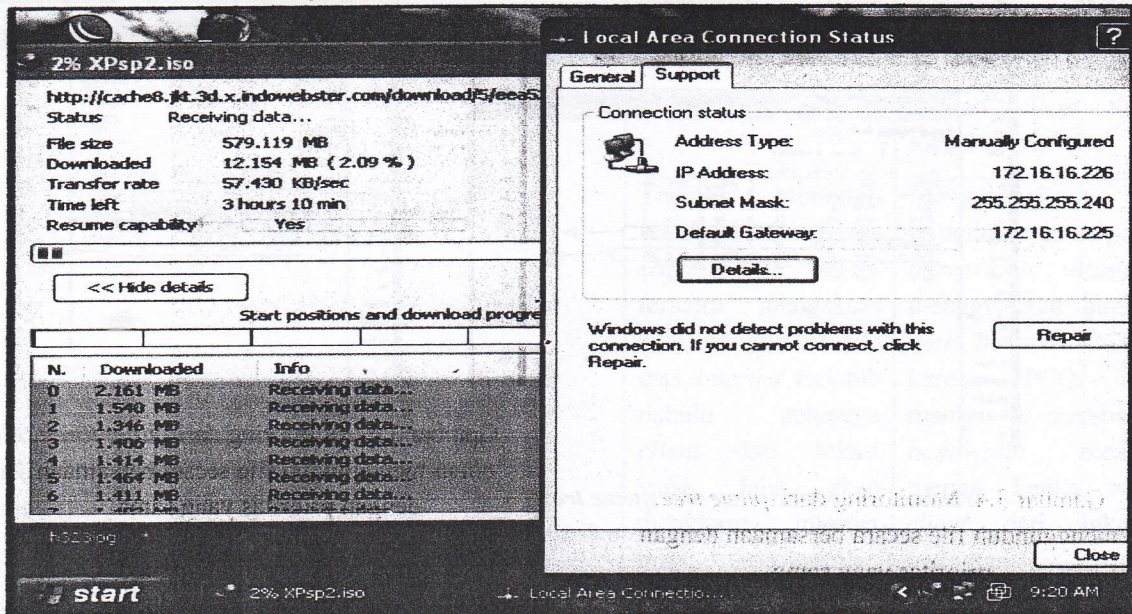 2% XPsp2.iso
http://cache8.jkt.3d.x.indowebster.com/download/5/eea5
Status Receiving data...
File size 579.119 MB
Downloaded 12.154 MB ( 2.09 % )
Transfer rate 57.430 KB/sec
Time left 3 hours 10 min
Resume capability Yes
<< Hide details
Start positions and download progre
N. Downloaded Info
0 2.161 MB Receiving data...
1 1.540 MB Receiving data...
2 1.346 MB Receiving data...
3 1.406 MB Receiving data...
4 1.414 MB Receiving data...
5 1.464 MB Receiving data...
6 1.411 MB Receiving data...
Local Area Connection Status
?
General Support
Connection status
Address Type: Manually Configured
IP Address: 172.16.16.226
Subnet Mask: 255.255.255.240
Default Gateway: 172.16.16.225
Details...
Windows did not detect problems with this
connection. If you cannot connect, click
Repair.
Repair
Close
start 2% XPsp2.iso Local Area Connectio... 9:20 AM